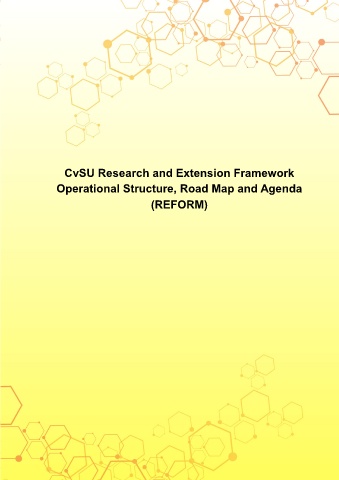 CvSU Research and Extension Framework
Operational Structure, Road Map and Agenda
(REFORM)